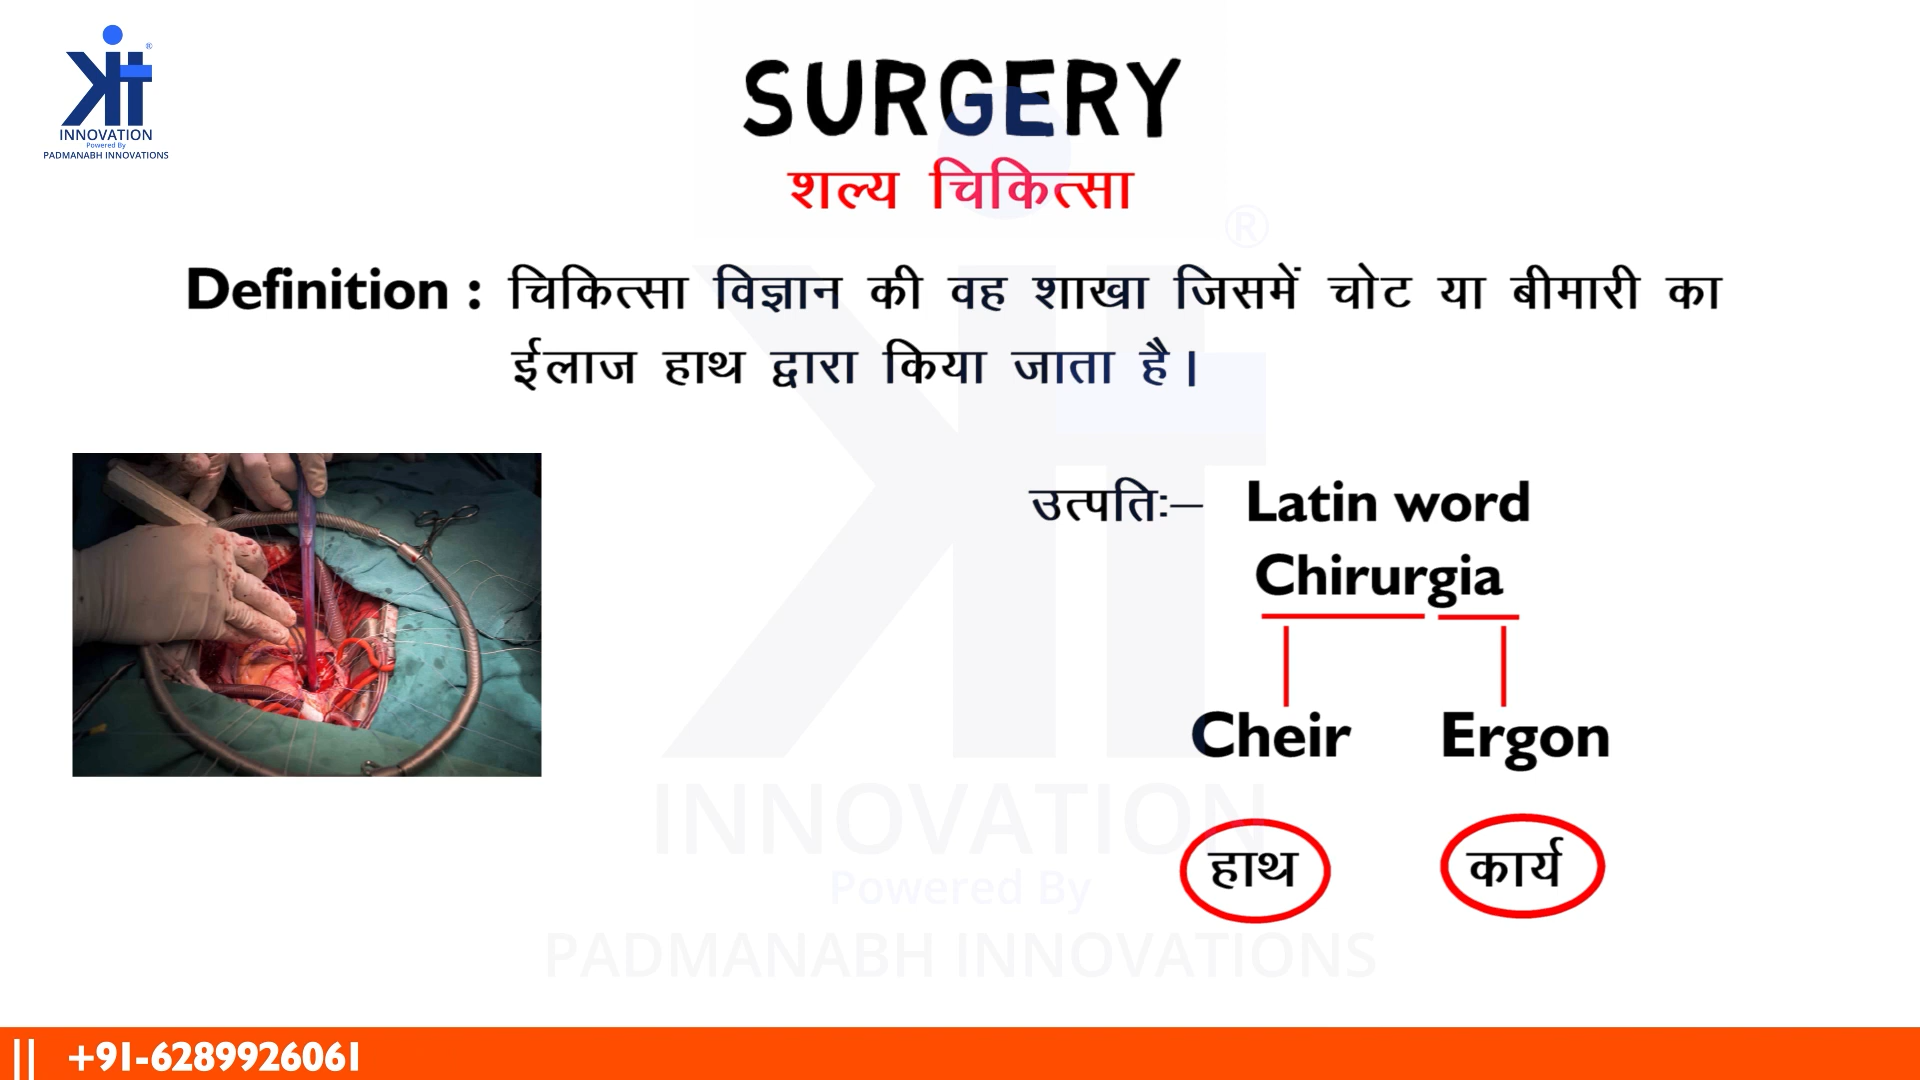 KIT
®
INNOVATION
Powered By
PADMANABH INNOVATIONS
SURGERY
शल्य चिकित्सा
Definition : चिकित्सा विज्ञान की वह शाखा जिसमें चोट या बीमारी का
ईलाज हाथ द्वारा किया जाता है।
उत्पतिः– Latin word
Chirurgia
Cheir Ergon
हाथ कार्य
®
INNOVATION
Powered By
PADMANABH INNOVATIONS
|| +91-6289926061